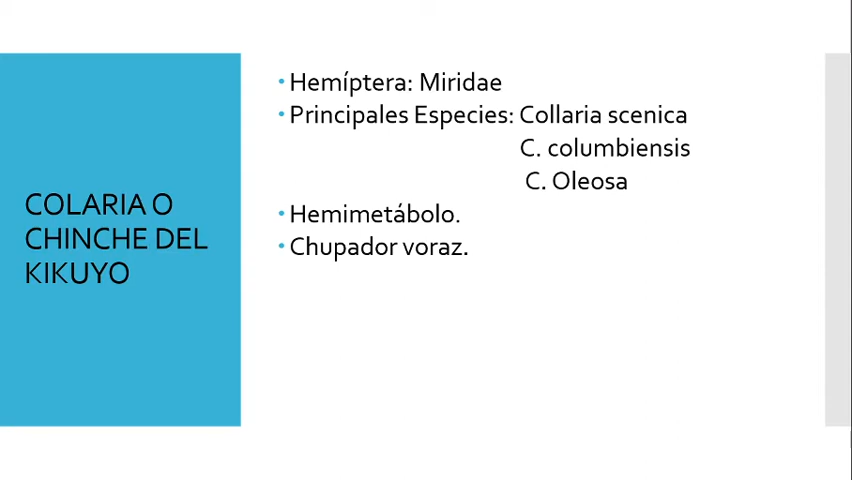 COLARIA O
CHINCHE DEL
KIKUYO
• Hemíptera: Miridae
• Principales Especies: Collaria scenica
C. columbiensis
C. Oleosa
• Hemimetábolo.
• Chupador voraz.